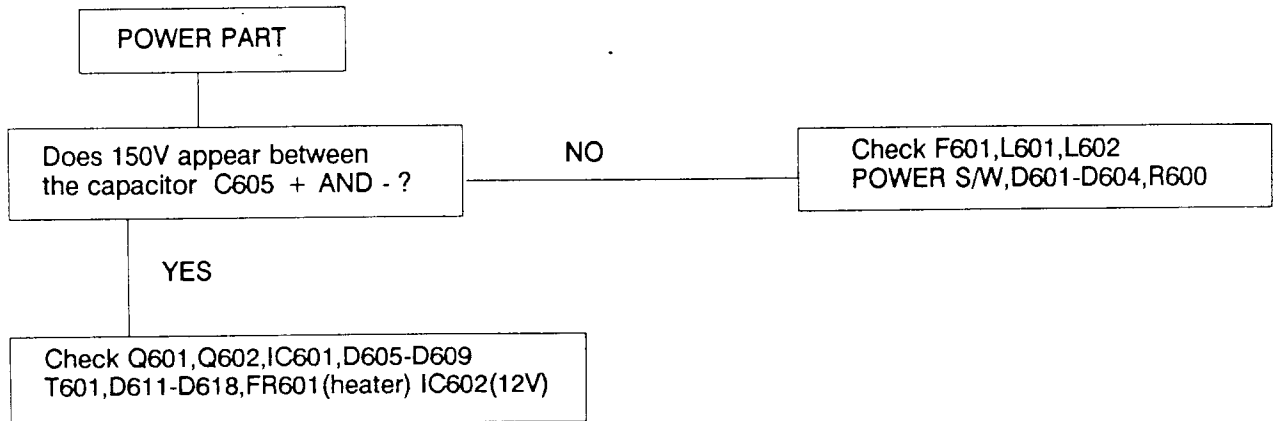 POWER PART
Does 150V appear between
the capacitor C605 + AND - ?
NO
Check F601,L601,L602
POWER S/W,D601-D604,R600
YES
Check Q601,Q602,IC601,D605-D609
T601,D611-D618,FR601(heater) IC602(12V)